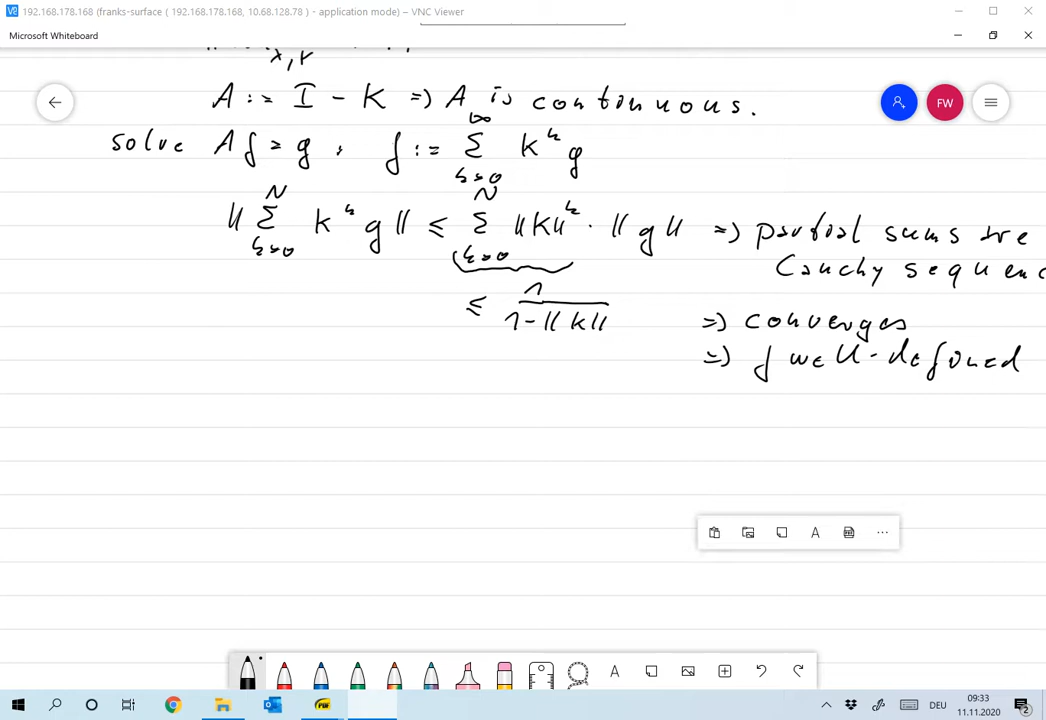 192.168.178.168 (franks-surface ( 192.168.178.168, 10.68.128.78 ) - application mode) – VNC Viewer
Microsoft Whiteboard
x, y
A := I - K => A is continuous.
FW
solve Af = g, f := ∑_{k=0}^{∞} K^k g
‖ ∑_{k=0}^{N} K^k g ‖ ≤ ∑_{k=0}^{N} ‖K‖^k · ‖g‖ => partial sums are
Cauchy sequenc
≤ 1 / (1 - ‖K‖)
=> converges
=> f well-defined
DEU
09:33
11.11.2020
2